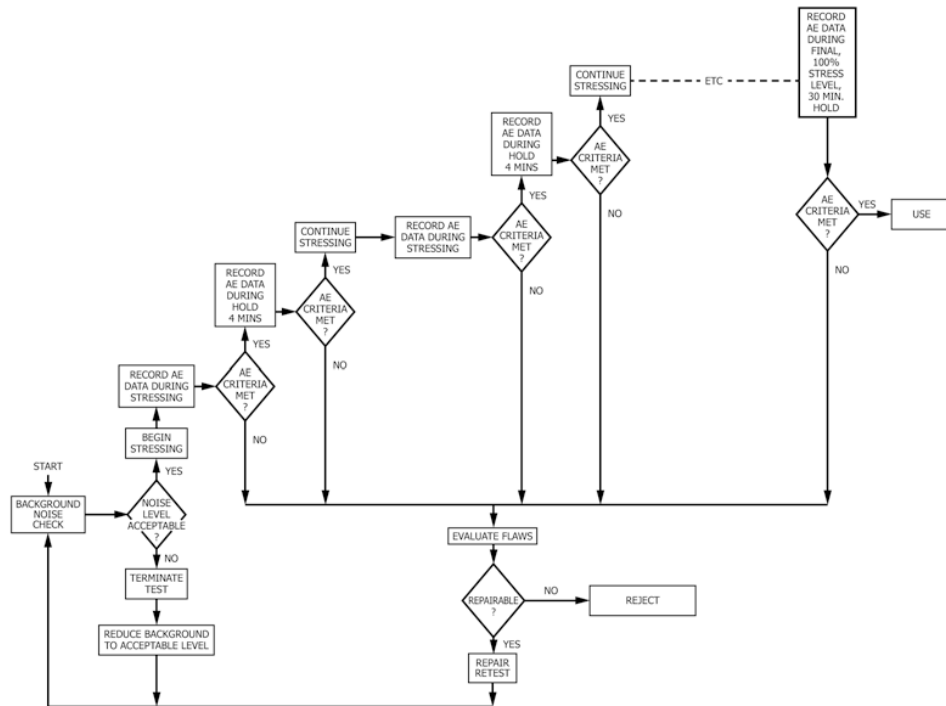 RECORD
AE DATA
DURING
FINAL,
100%
STRESS
LEVEL,
30 MIN.
HOLD
CONTINUE
STRESSING
ETC
YES
RECORD
AE DATA
DURING
HOLD
4 MINS
AE
CRITERIA
MET
?
YES
NO
AE
CRITERIA
MET
?
YES
USE
NO
CONTINUE
STRESSING
RECORD AE
DATA DURING
STRESSING
AE
CRITERIA
MET
?
NO
YES
RECORD
AE DATA
DURING
HOLD
4 MINS
AE
CRITERIA
MET
?
NO
YES
RECORD AE
DATA DURING
STRESSING
AE
CRITERIA
MET
?
NO
BEGIN
STRESSING
YES
START
BACKGROUND
NOISE
CHECK
NOISE
LEVEL
ACCEPTABLE
?
NO
TERMINATE
TEST
REDUCE BACKGROUND
TO ACCEPTABLE LEVEL
EVALUATE FLAWS
REPAIRABLE
?
NO
REJECT
YES
REPAIR
RETEST